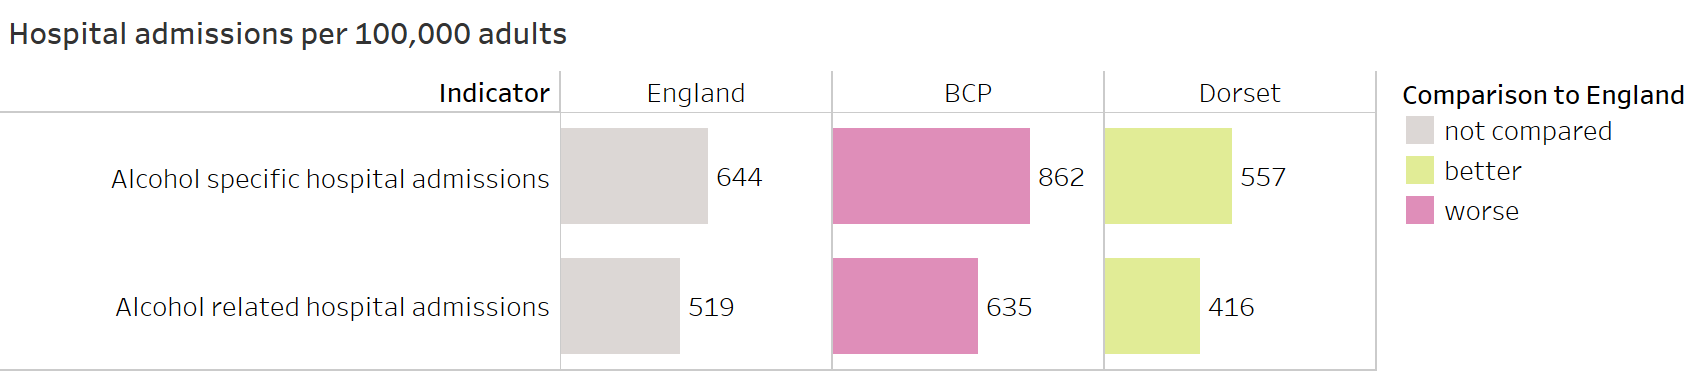 Hospital admissions per 100,000 adults
Indicator England BCP Dorset
Alcohol specific hospital admissions 644 862 557
Alcohol related hospital admissions 519 635 416
Comparison to England
not compared
better
worse